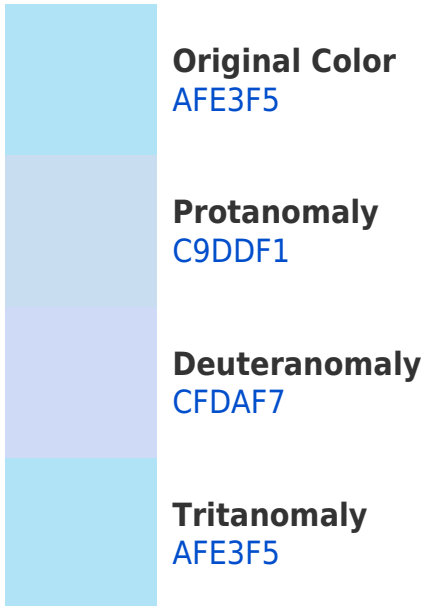 Original Color
AFE3F5
Protanomaly
C9DDF1
Deuteranomaly
CFDAF7
Tritanomaly
AFE3F5